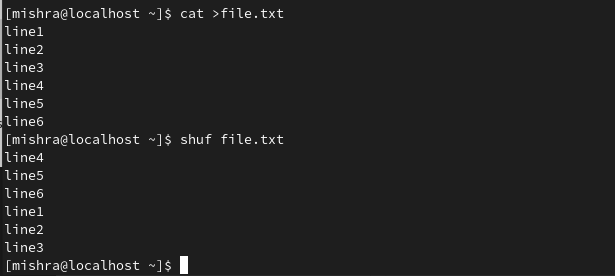 [mishra@localhost ~]$ cat >file.txt
line1
line2
line3
line4
line5
line6
[mishra@localhost ~]$ shuf file.txt
line4
line5
line6
line1
line2
line3
[mishra@localhost ~]$